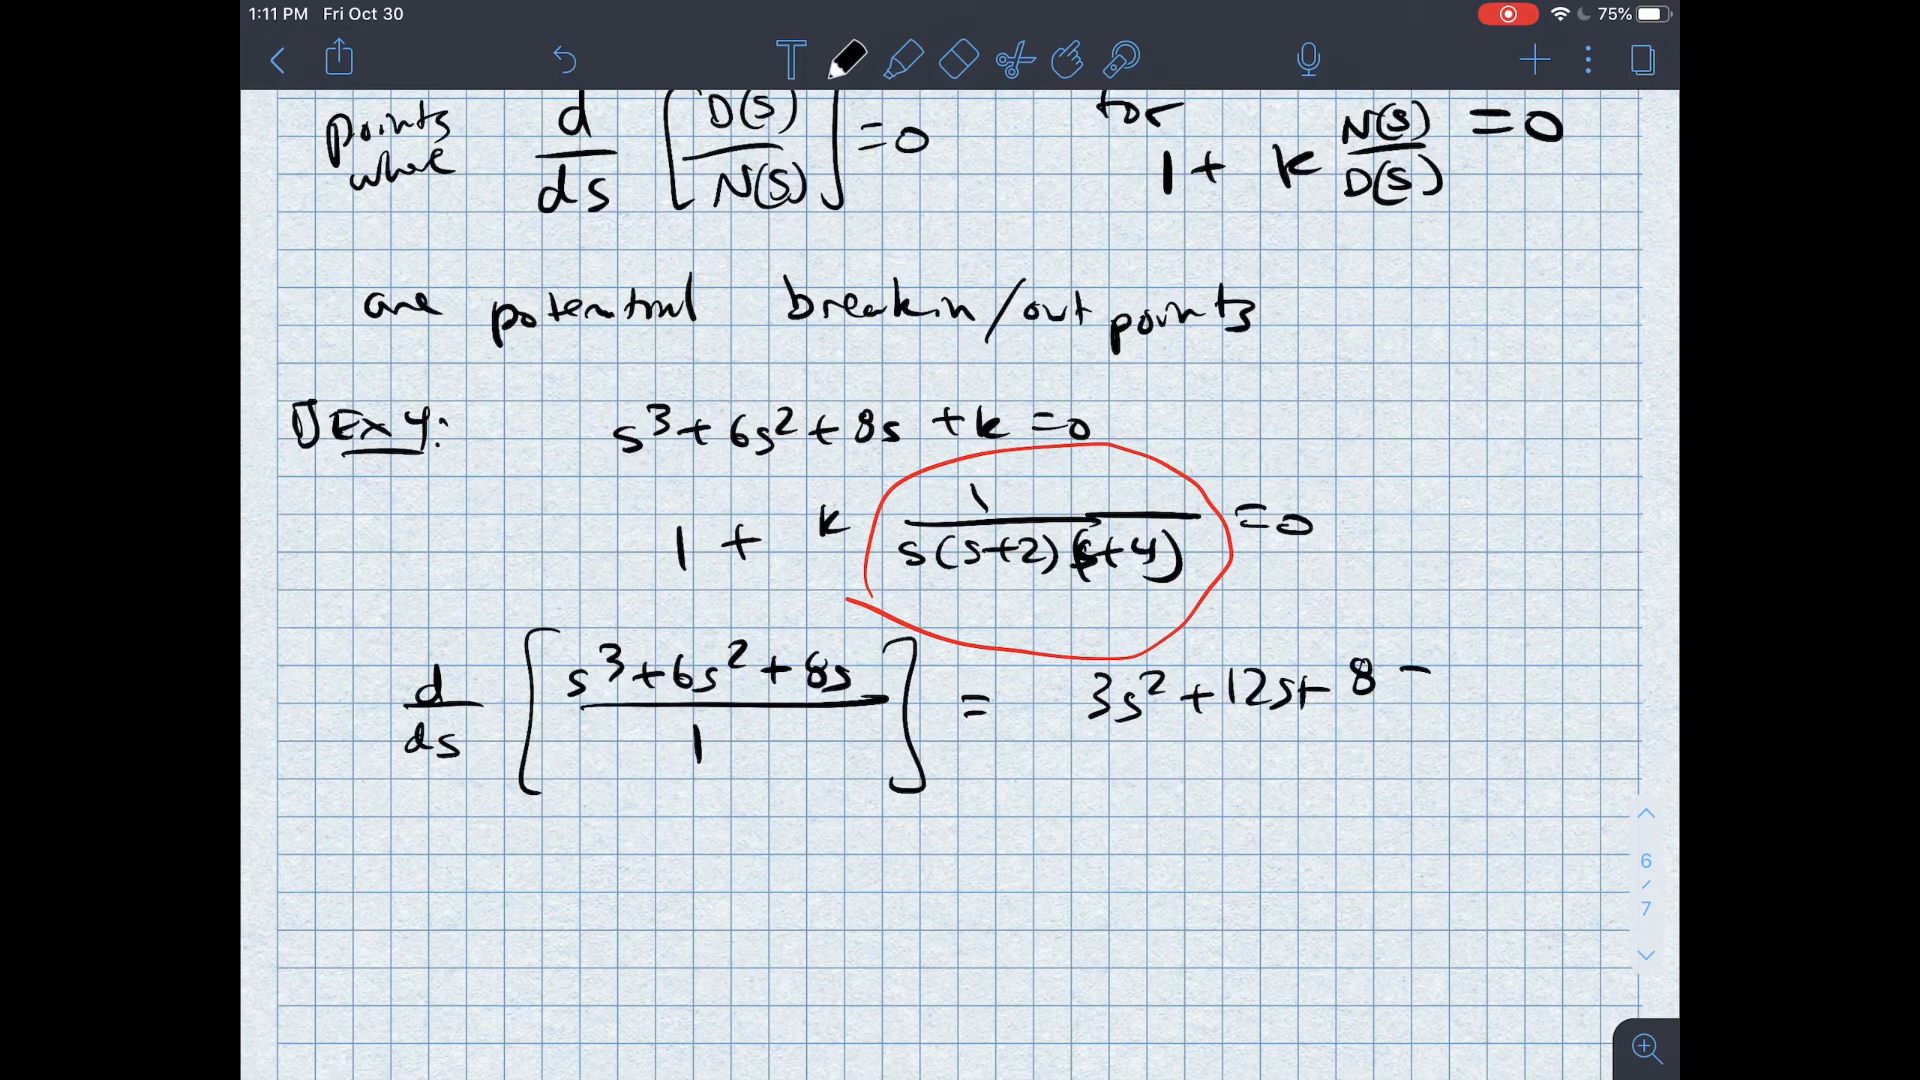 1:11 PM Fri Oct 30 75%
points where d/ds [D(s)/N(s)] = 0 for 1 + k N(s)/D(s) = 0
are potential breakin/out points
Ex 4: s³ + 6s² + 8s + k = 0
1 + k 1/s(s+2)(s+4) = 0
d/ds [s³+6s²+8s/1] = 3s² + 12s + 8 –
6/7